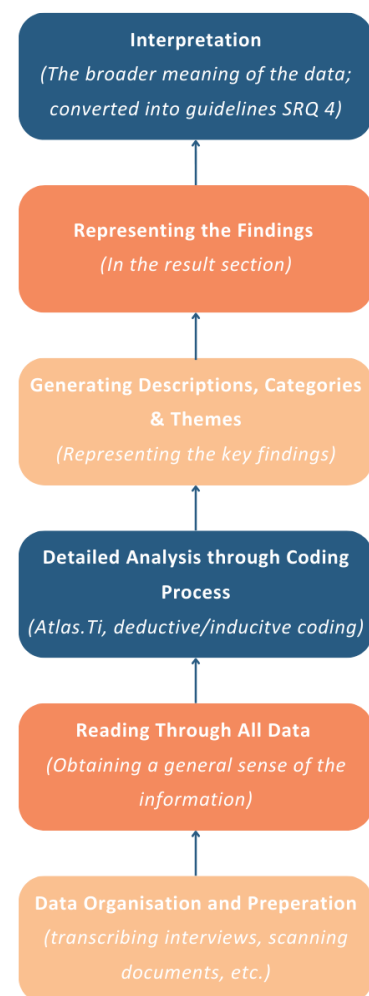 Interpretation
(The broader meaning of the data;
converted into guidelines SRQ 4)
Representing the Findings
(In the result section)
Generating Descriptions, Categories
& Themes
(Representing the key findings)
Detailed Analysis through Coding
Process
(Atlas.Ti, deductive/inducitve coding)
Reading Through All Data
(Obtaining a general sense of the
information)
Data Organisation and Preperation
(transcribing interviews, scanning
documents, etc.)